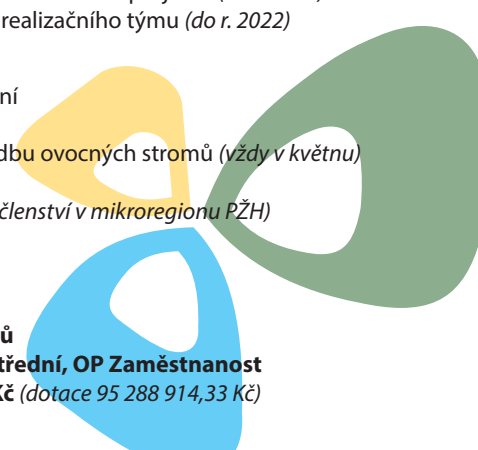 realizačního týmu (do r. 2022)
ní
dbu ovocných stromů (vždy v květnu)
členství v mikroregionu PŽH)
ů
třední, OP Zaměstnanost
Kč (dotace 95 288 914,33 Kč)